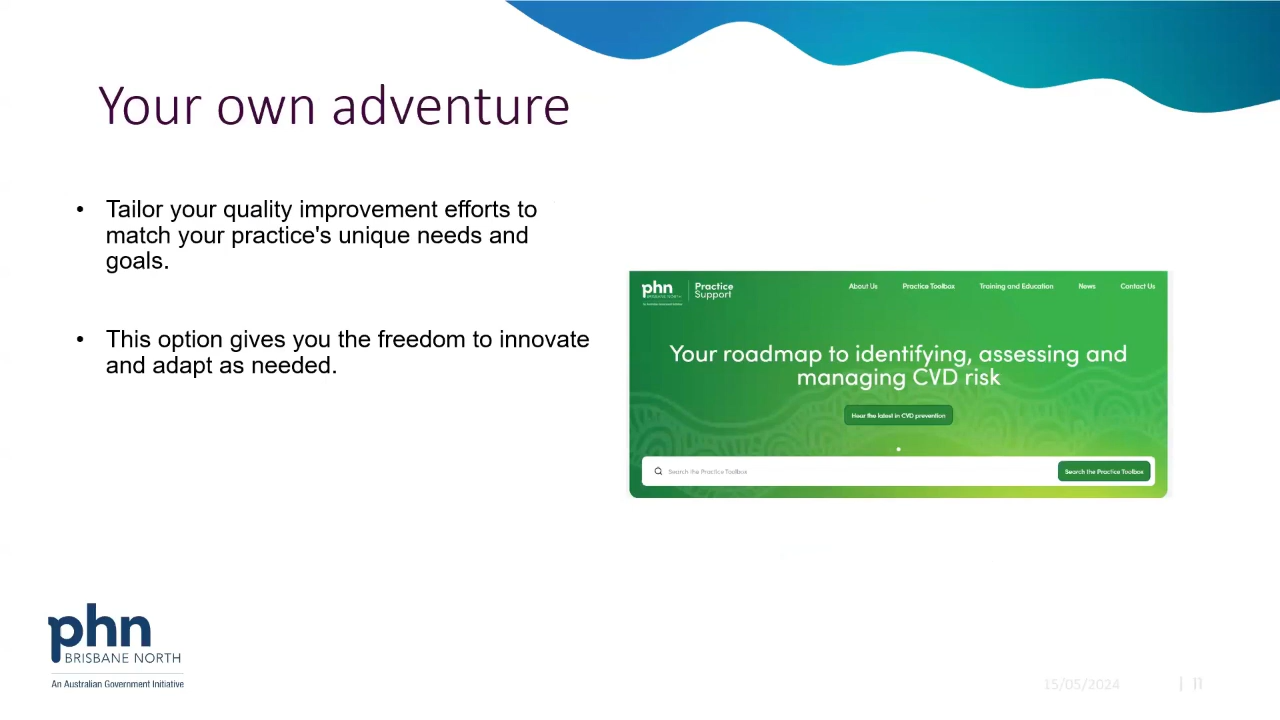 Your own adventure
• Tailor your quality improvement efforts to
match your practice's unique needs and
goals.
• This option gives you the freedom to innovate
and adapt as needed.
phn
BRISBANE NORTH
Practice
Support
About Us
Practice Toolbox
Training and Education
News
Contact Us
Your roadmap to identifying, assessing and
managing CVD risk
Hear the latest in CVD prevention
Search the Practice Toolbox
Search the Practice Toolbox
phn
BRISBANE NORTH
An Australian Government Initiative
15/05/2024 | 11